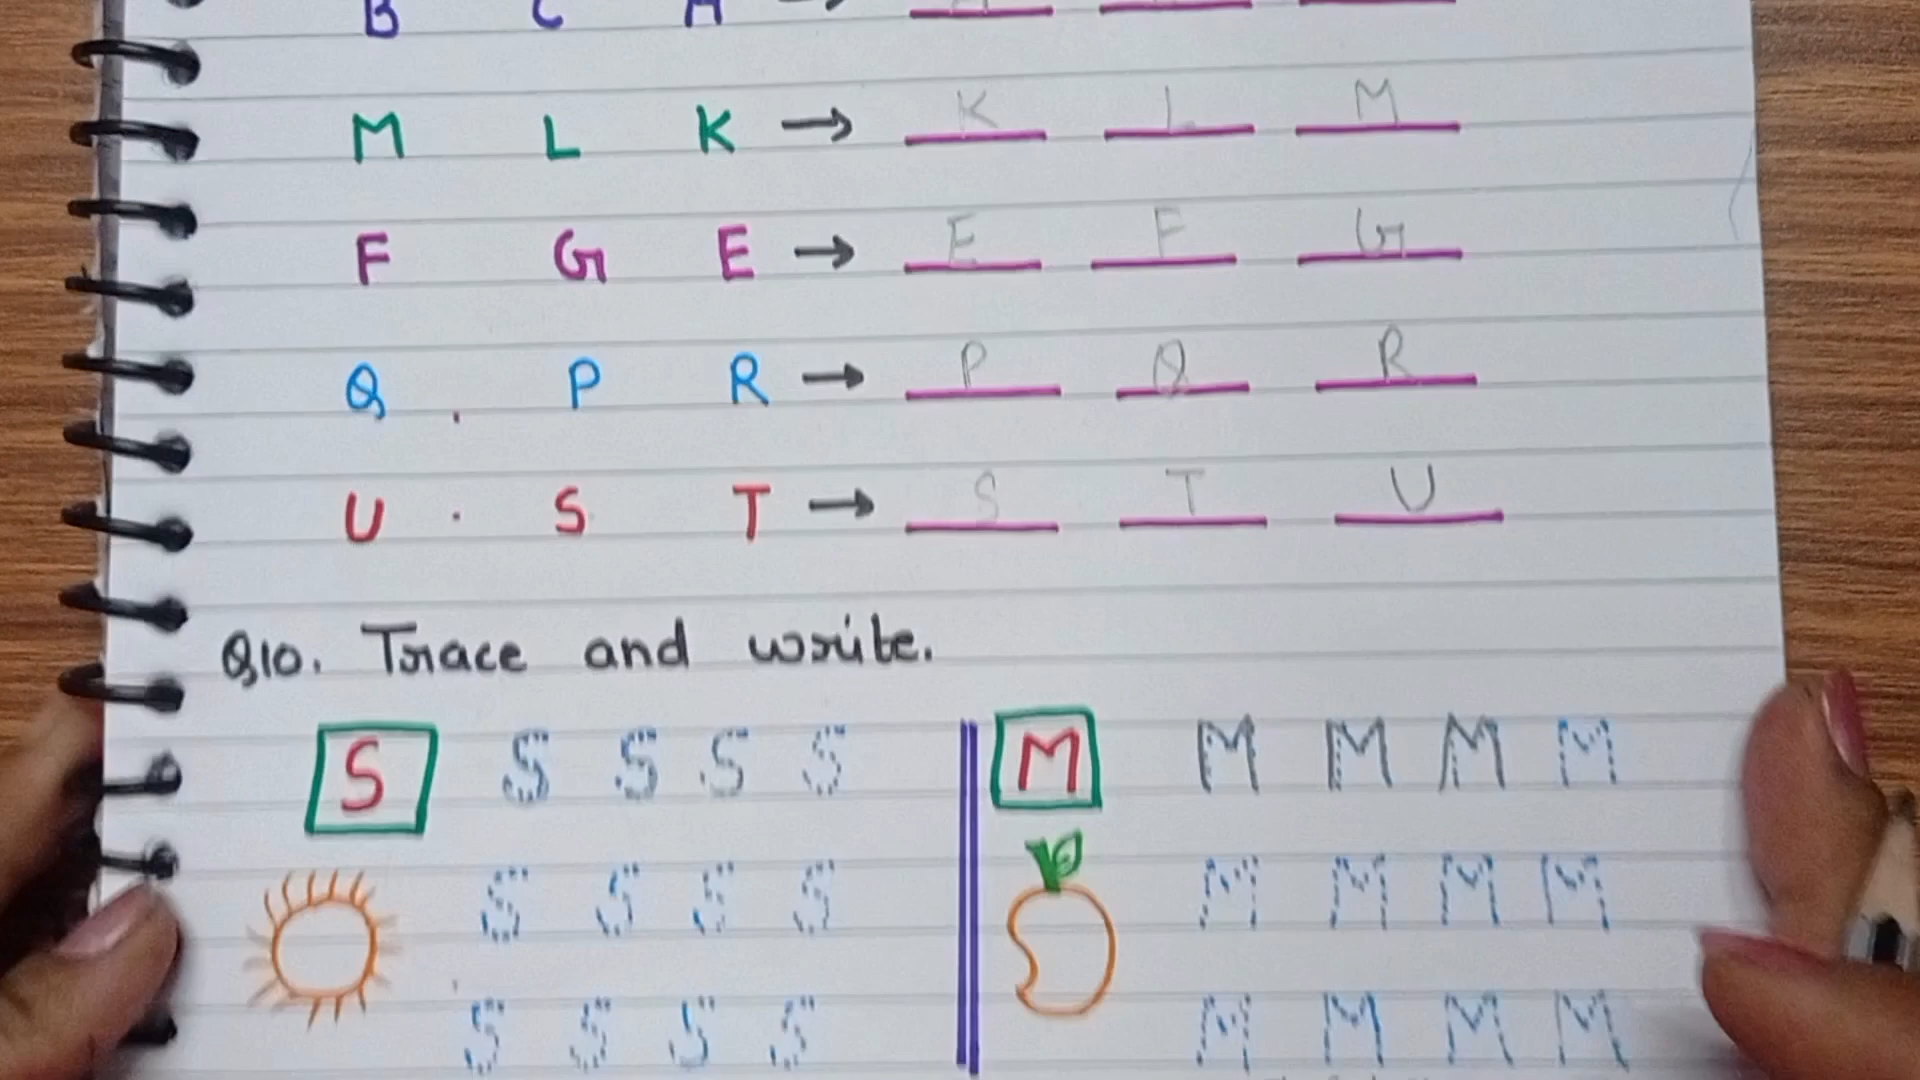 B C A →
M L K → K L M
F G E → E F G
Q . P R → P Q R
U . S T → S T U
Q10. Trace and write.
S S S S S M M M M M
S S S S M M M M
S S S S M M M M